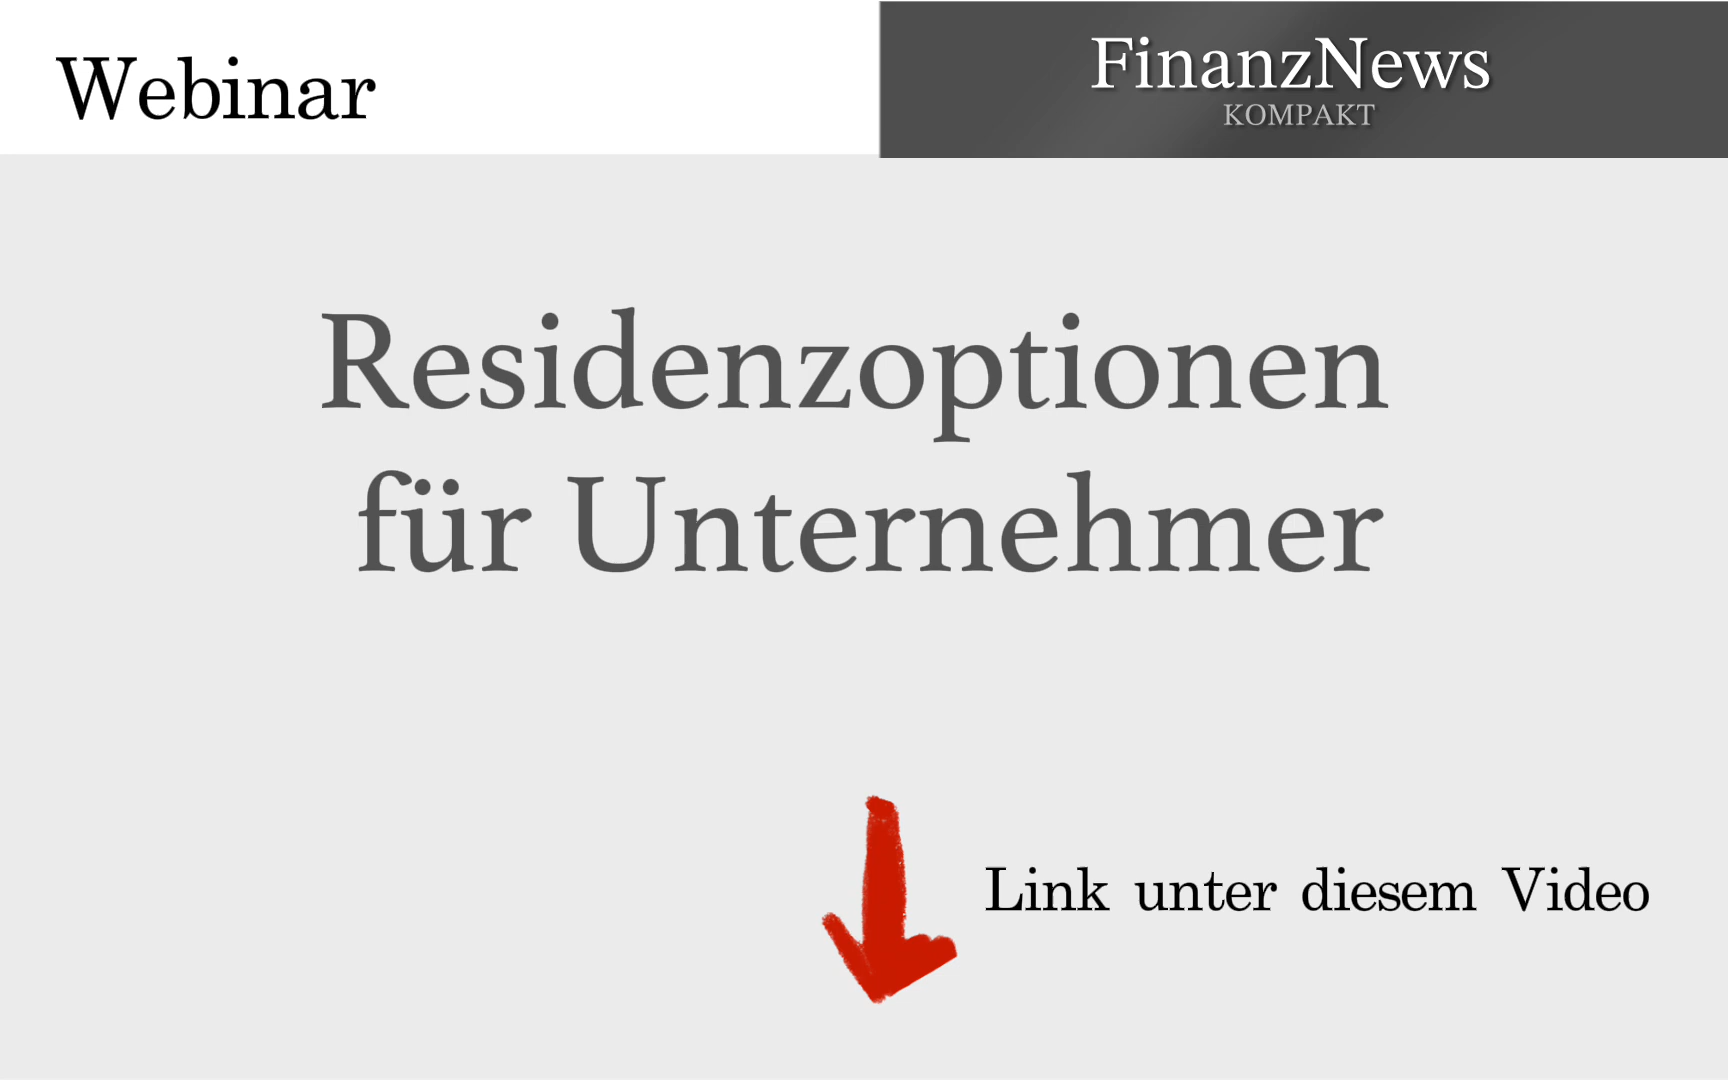 Webinar
FinanzNews
KOMPAKT
Residenzoptionen
für Unternehmer
Link unter diesem Video